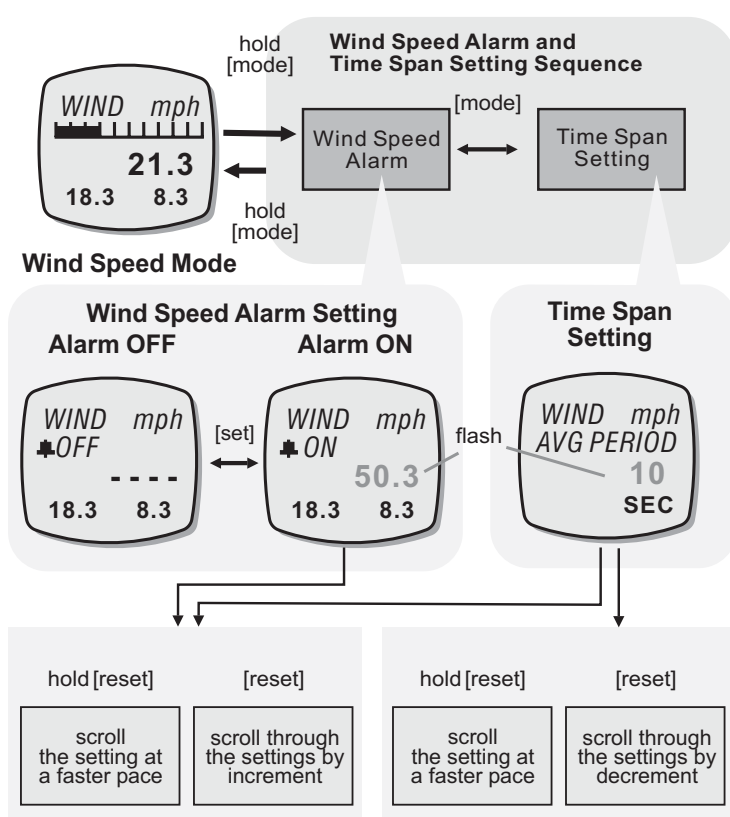 hold
[mode]
Wind Speed Alarm and
Time Span Setting Sequence
WIND mph
21.3
18.3 8.3
[mode]
Wind Speed
Alarm
Time Span
Setting
hold
[mode]
Wind Speed Mode
Wind Speed Alarm Setting
Alarm OFF Alarm ON
Time Span
Setting
WIND mph
OFF
- - - -
18.3 8.3
[set]
WIND mph
ON
50.3
18.3 8.3
flash
WIND mph
AVG PERIOD
10
SEC
hold [reset] [reset]
scroll
the setting at
a faster pace
scroll through
the settings by
increment
hold [reset] [reset]
scroll
the setting at
a faster pace
scroll through
the settings by
decrement